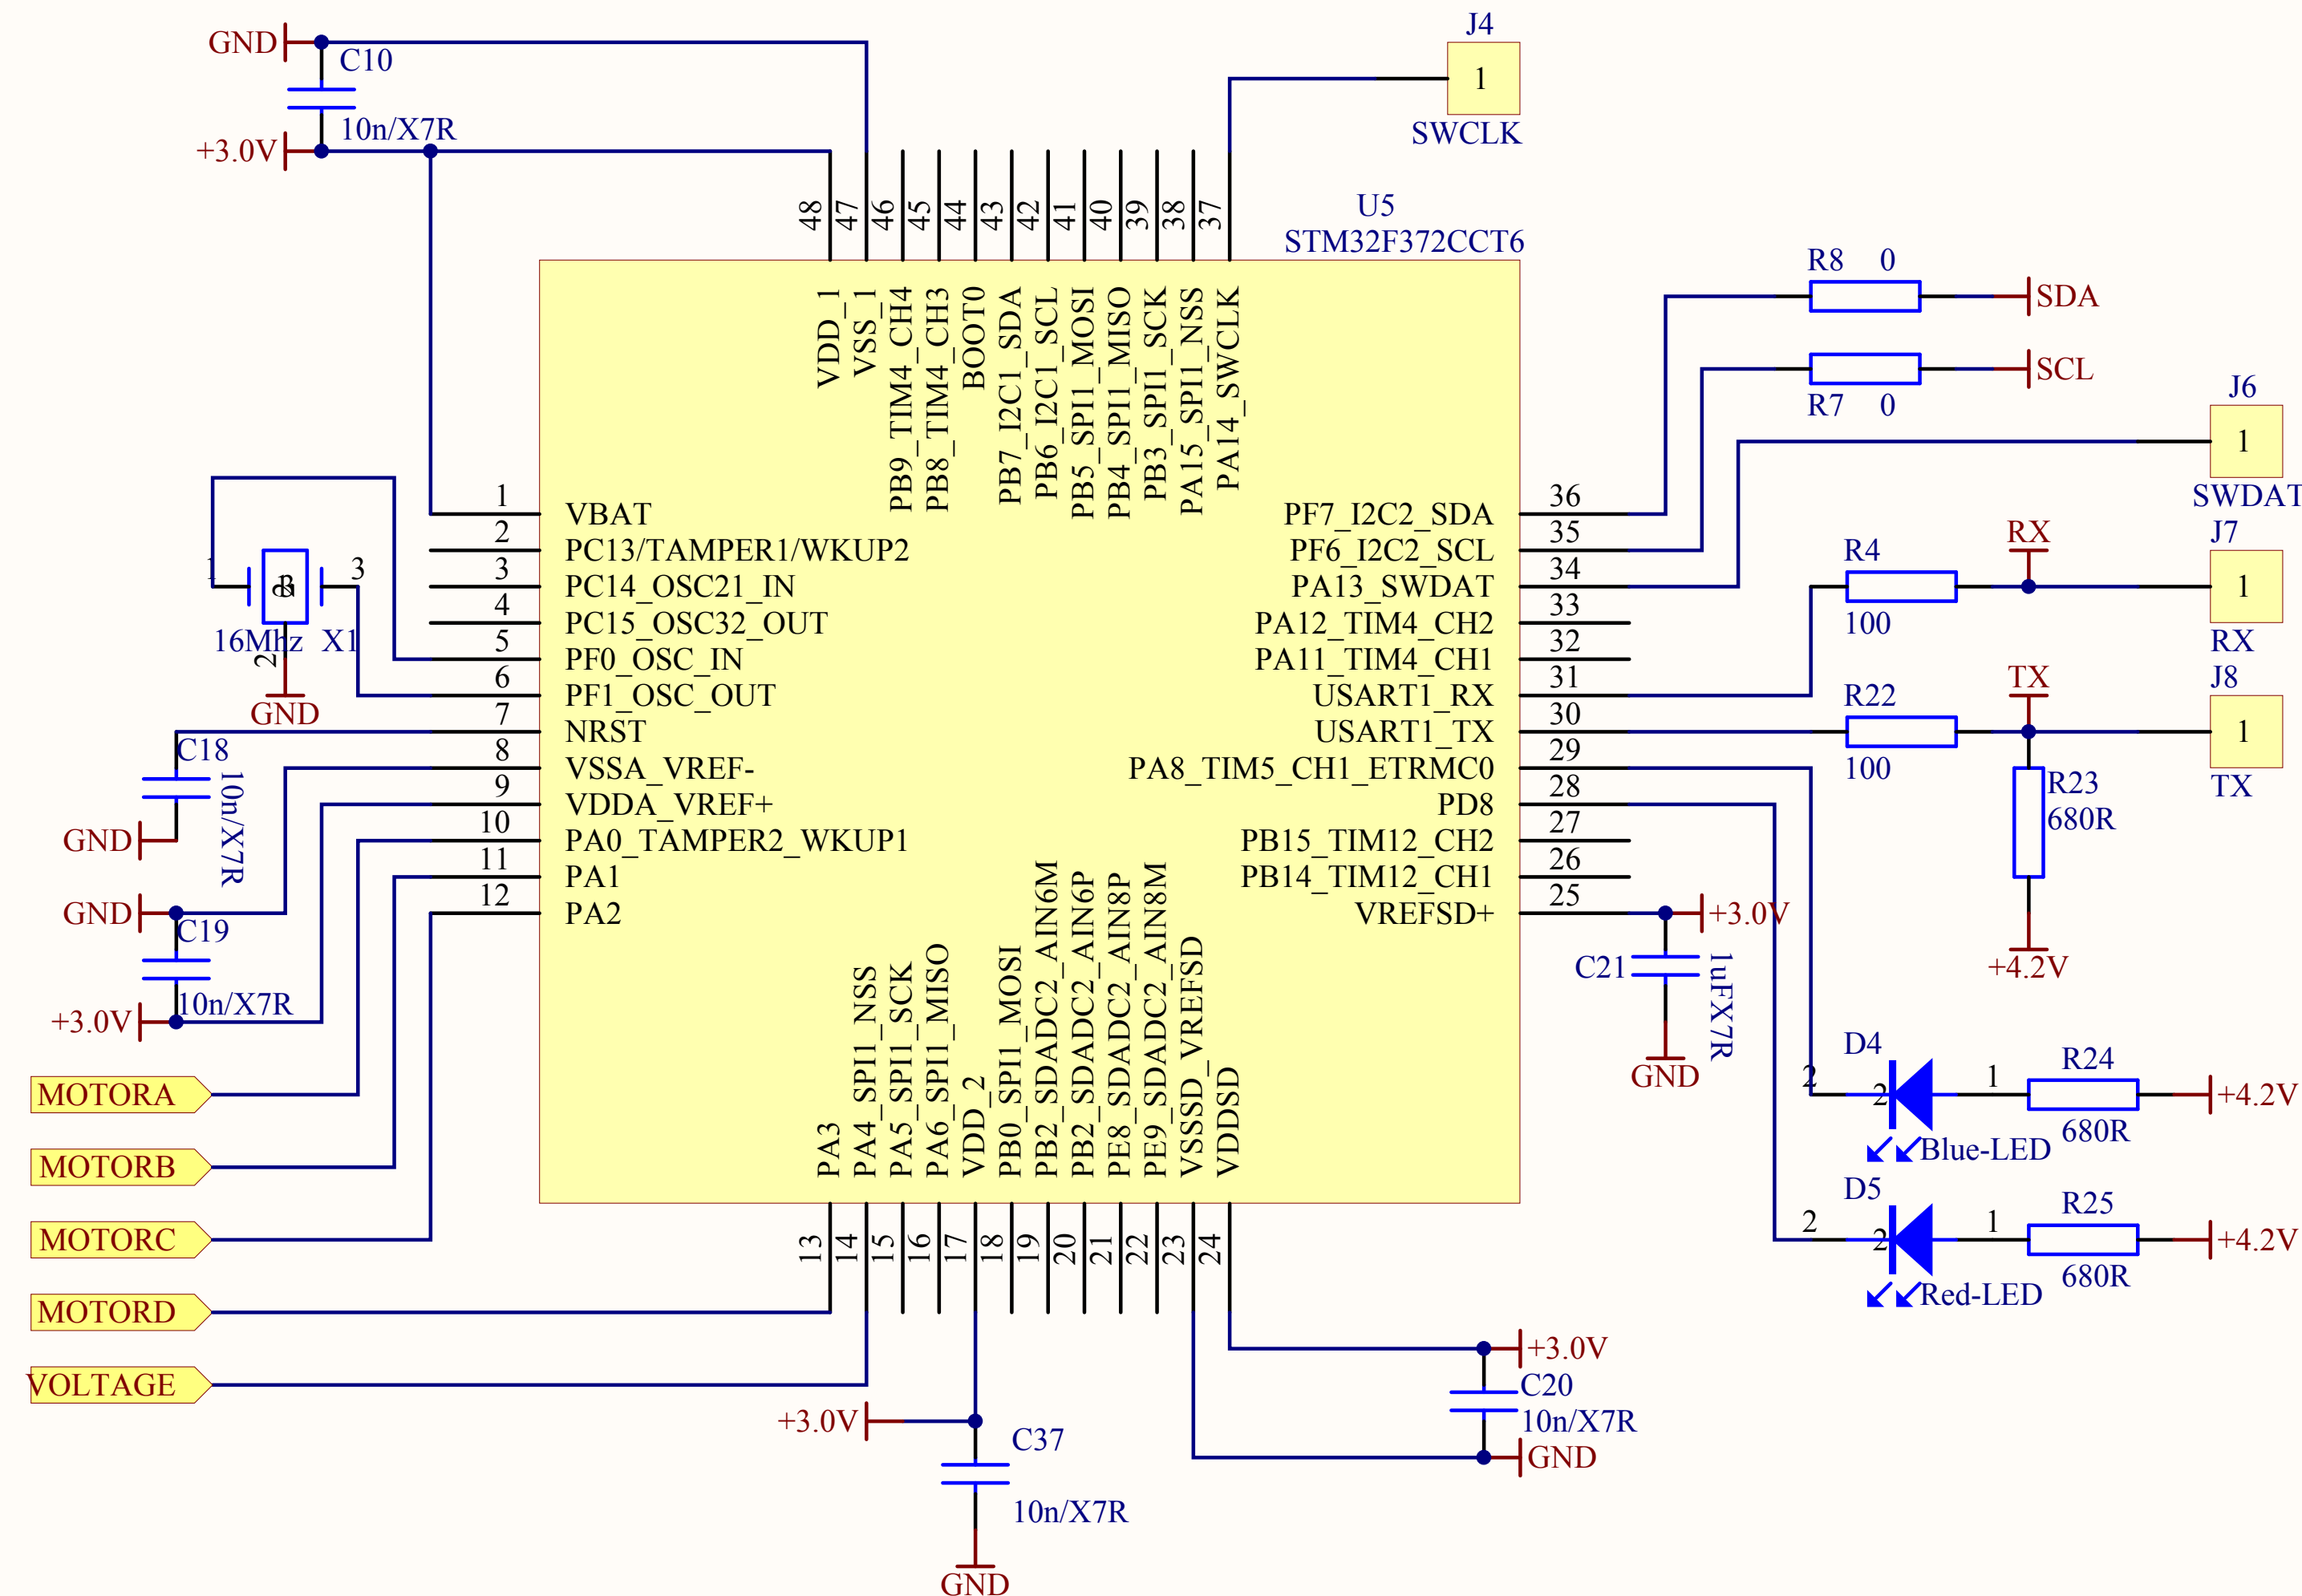 J4
GND
C10
1
10n/X7R
SWCLK
+3.0V
48
47
46
45
44
43
42
41
40
39
38
37
U5
STM32F372CCT6
R8 0
SDA
VDD_1
VSS_1
PB9_TIM4_CH4
PB8_TIM4_CH3
BOOT0
PB7_I2C1_SDA
PB6_I2C1_SCL
PB5_SPI1_MOSI
PB4_SPI1_MISO
PB3_SPI1_SCK
PA15_SPI1_NSS
PA14_SWCLK
SCL
R7 0
J6
1
SWDAT
1 VBAT
2 PC13/TAMPER1/WKUP2
3 PC14_OSC21_IN
4 PC15_OSC32_OUT
5 PF0_OSC_IN
6 PF1_OSC_OUT
7 NRST
8 VSSA_VREF-
9 VDDA_VREF+
10 PA0_TAMPER2_WKUP1
11 PA1
12 PA2
1
3
16Mhz X1
2
GND
C18
10n/X7R
GND
GND
C19
10n/X7R
+3.0V
MOTORA
MOTORB
MOTORC
MOTORD
VOLTAGE
PF7_I2C2_SDA 36
PF6_I2C2_SCL 35
PA13_SWDAT 34
PA12_TIM4_CH2 33
PA11_TIM4_CH1 32
USART1_RX 31
USART1_TX 30
PA8_TIM5_CH1_ETRMC0 29
PD8 28
PB15_TIM12_CH2 27
PB14_TIM12_CH1 26
VREFSD+ 25
RX
J7
R4
100
1
RX
TX
J8
R22
100
1
TX
R23
680R
+4.2V
+3.0V
C21
1uFX7R
GND
D4
2
2
1
R24
680R
+4.2V
Blue-LED
D5
2
2
1
R25
680R
+4.2V
Red-LED
PA3
PA4_SPI1_NSS
PA5_SPI1_SCK
PA6_SPI1_MISO
VDD_2
PB0_SPI1_MOSI
PB2_SDADC2_AIN6M
PB2_SDADC2_AIN6P
PE8_SDADC2_AIN8P
PE9_SDADC2_AIN8M
VSSSD_VREFSD
VDDSD
13
14
15
16
17
18
19
20
21
22
23
24
+3.0V
C20
10n/X7R
GND
+3.0V
C37
10n/X7R
GND